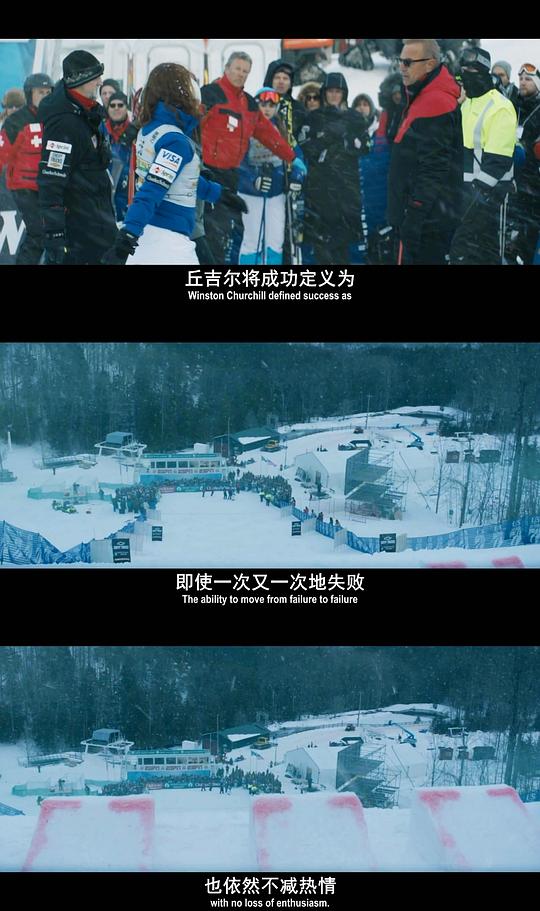 VISA
Sprint
丘吉尔将成功定义为
Winston Churchill defined success as
即使一次又一次地失败
The ability to move from failure to failure
也依然不减热情
with no loss of enthusiasm.